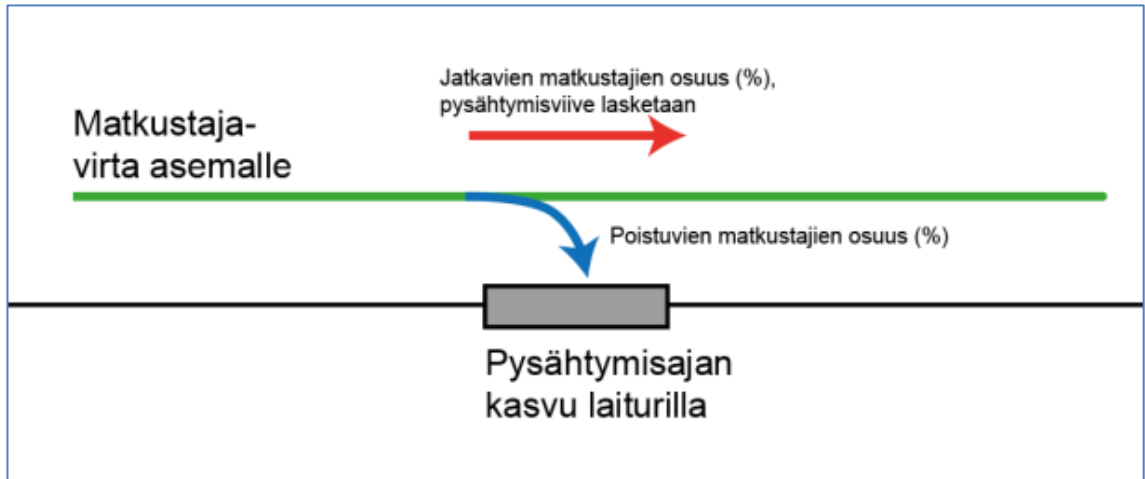 Jatkavien matkustajien osuus (%),
pysähtymisviive lasketaan
Matkustaja-
virta asemalle
Poistuvien matkustajien osuus (%)
Pysähtymisajan
kasvu laiturilla